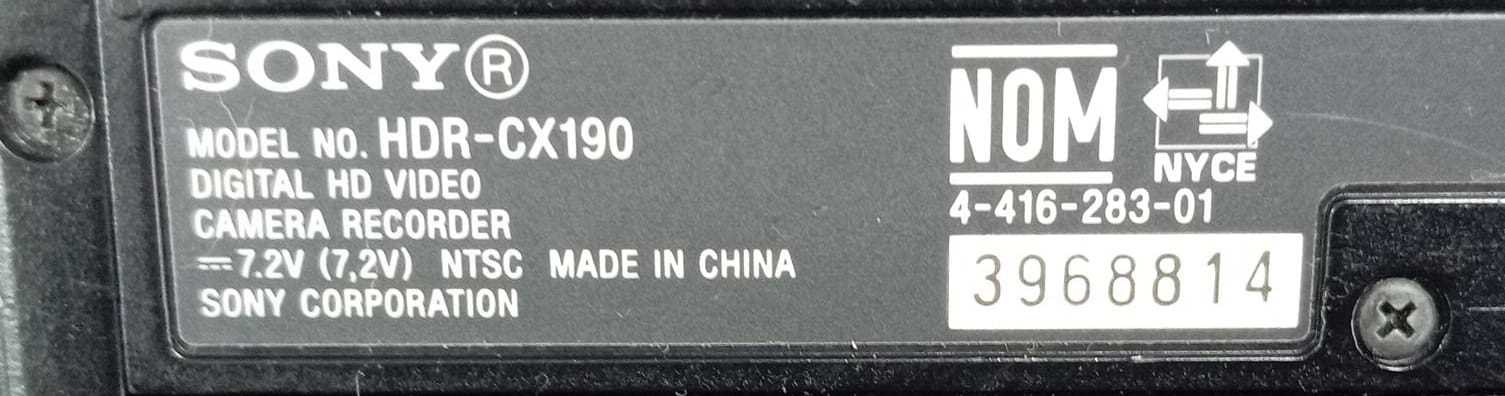 SONY®
MODEL NO. HDR-CX190
DIGITAL HD VIDEO
CAMERA RECORDER
⎓7.2V (7,2V) NTSC MADE IN CHINA
SONY CORPORATION
NOM
NYCE
4-416-283-01
3968814